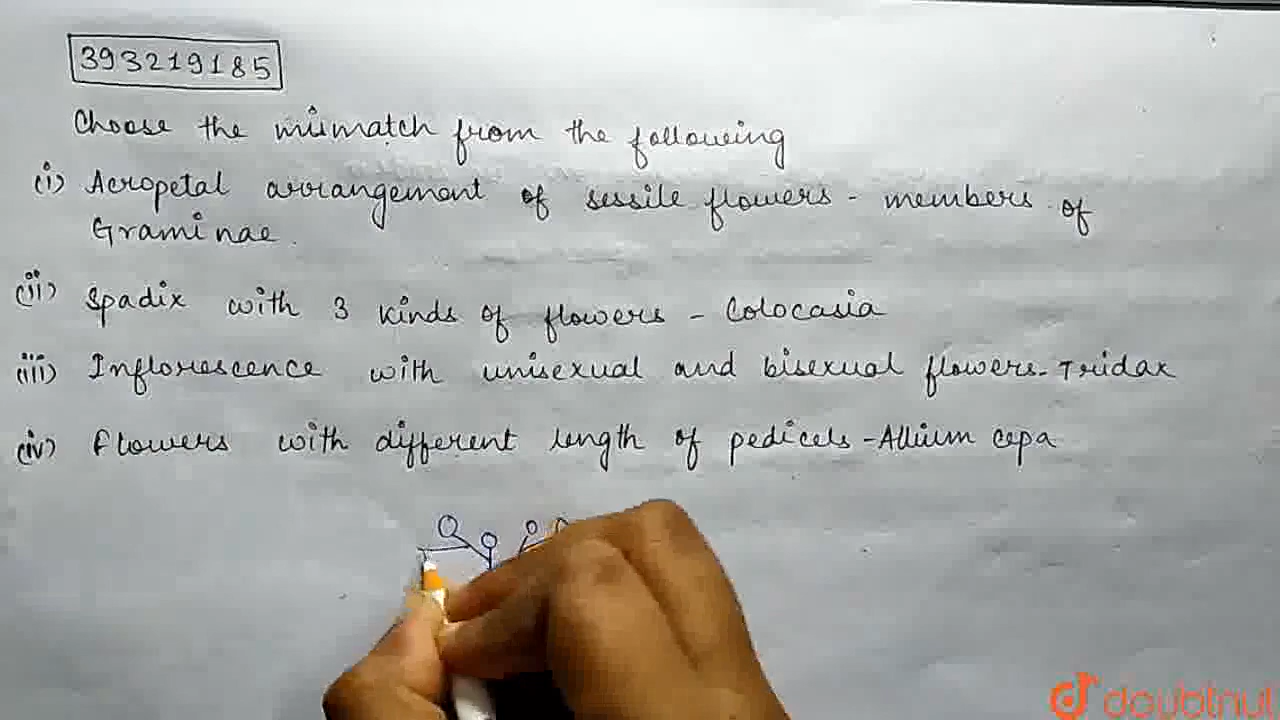 393219185
Choose the mismatch from the following
(i) Acropetal arrangement of sessile flowers - members of
Graminae.
(ii) Spadix with 3 kinds of flowers - Colocasia
(iii) Inflorescence with unisexual and bisexual flowers - Tridax
(iv) Flowers with different length of pedicels - Allium cepa
doubtnut